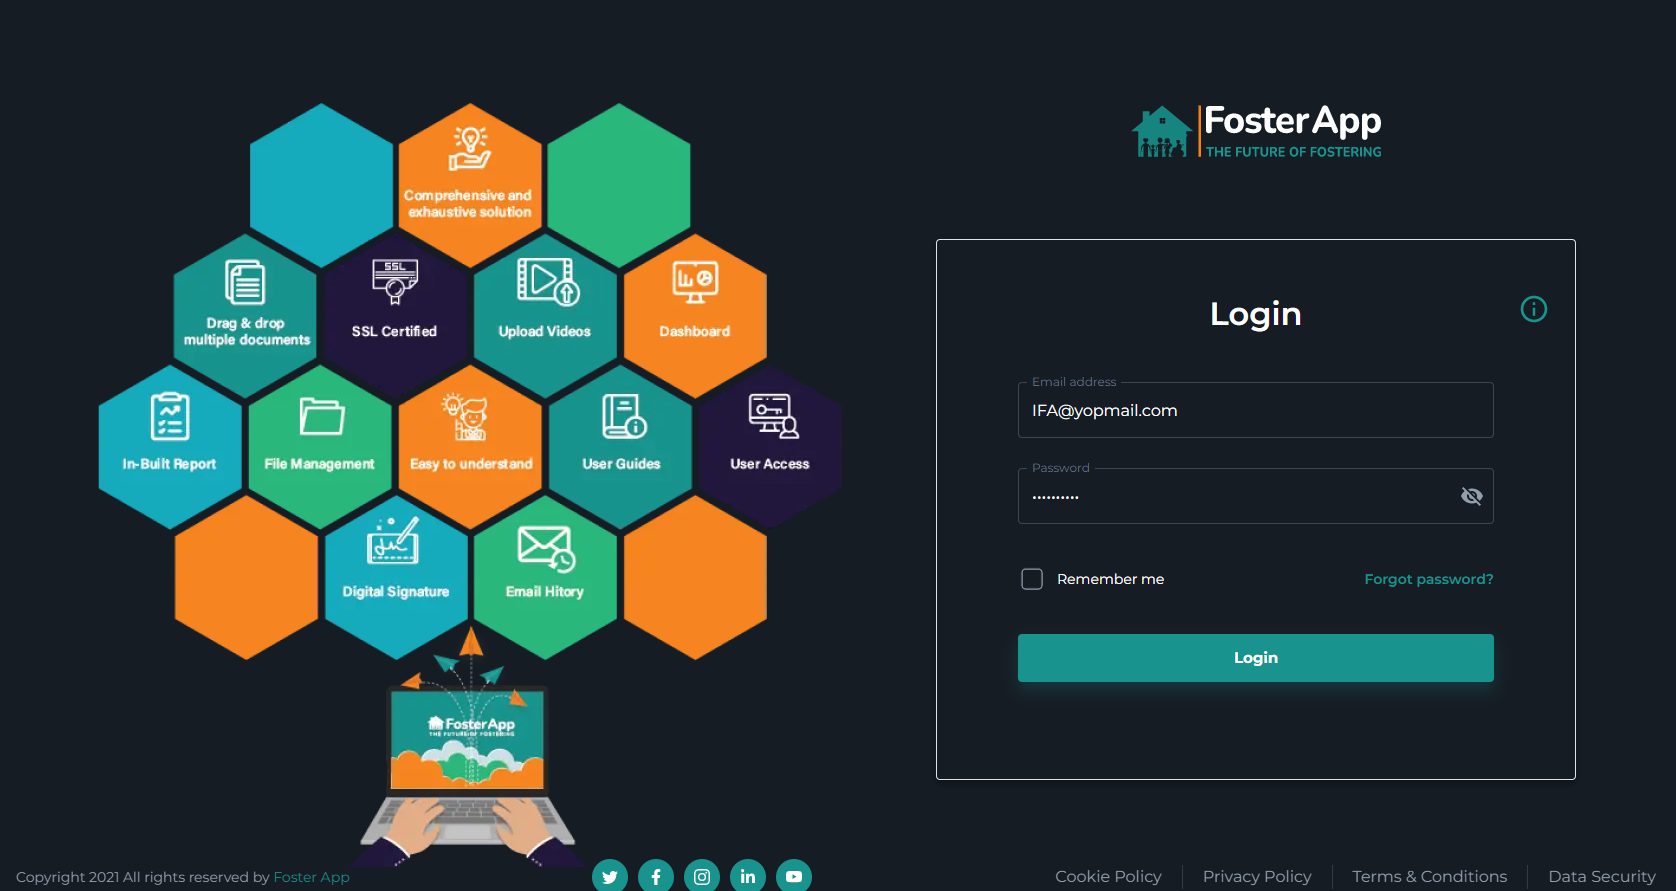 Comprehensive and
exhaustive solution
Drag & drop
multiple documents
SSL
SSL Certified
Upload Videos
Dashboard
In-Built Report
File Management
Easy to understand
User Guides
User Access
Digital Signature
Email Hitory
FosterApp
THE FUTURE OF FOSTERING
FosterApp
THE FUTURE OF FOSTERING
Login
Email address
IFA@yopmail.com
Password
••••••••••
Remember me
Forgot password?
Login
Copyright 2021 All rights reserved by Foster App
Cookie Policy
Privacy Policy
Terms & Conditions
Data Security